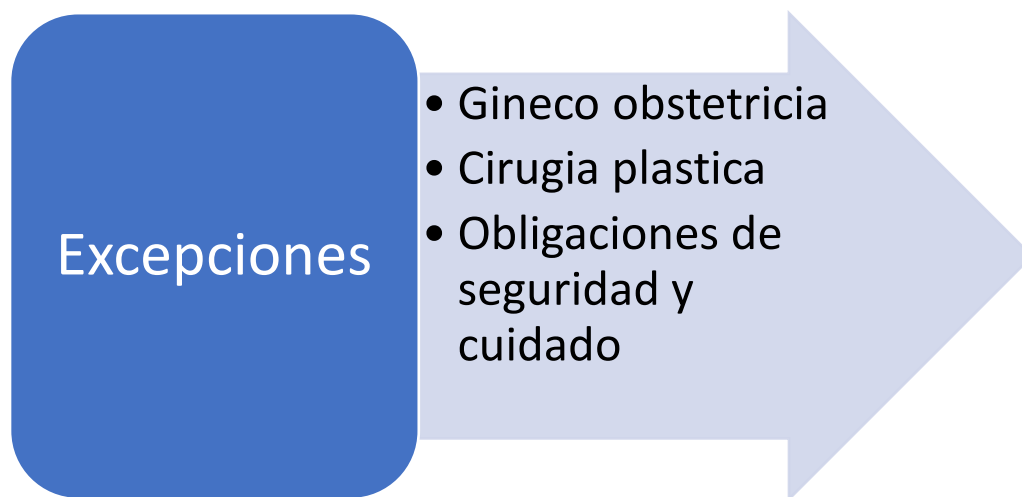 Excepciones
• Gineco obstetricia
• Cirugia plastica
• Obligaciones de
seguridad y
cuidado